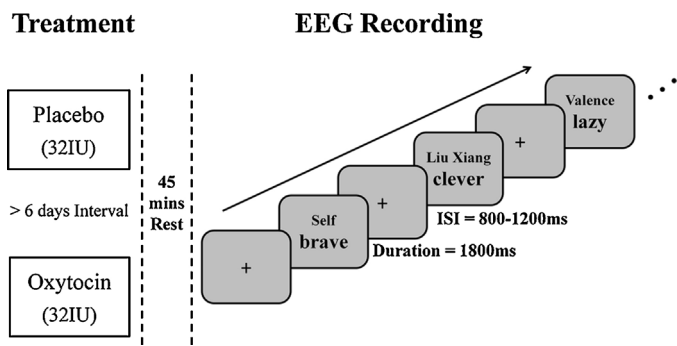 Treatment
EEG Recording
Placebo
(32IU)
> 6 days Interval
Oxytocin
(32IU)
45
mins
Rest
+
Self
brave
+
Liu Xiang
clever
+
Valence
lazy
ISI = 800-1200ms
Duration = 1800ms